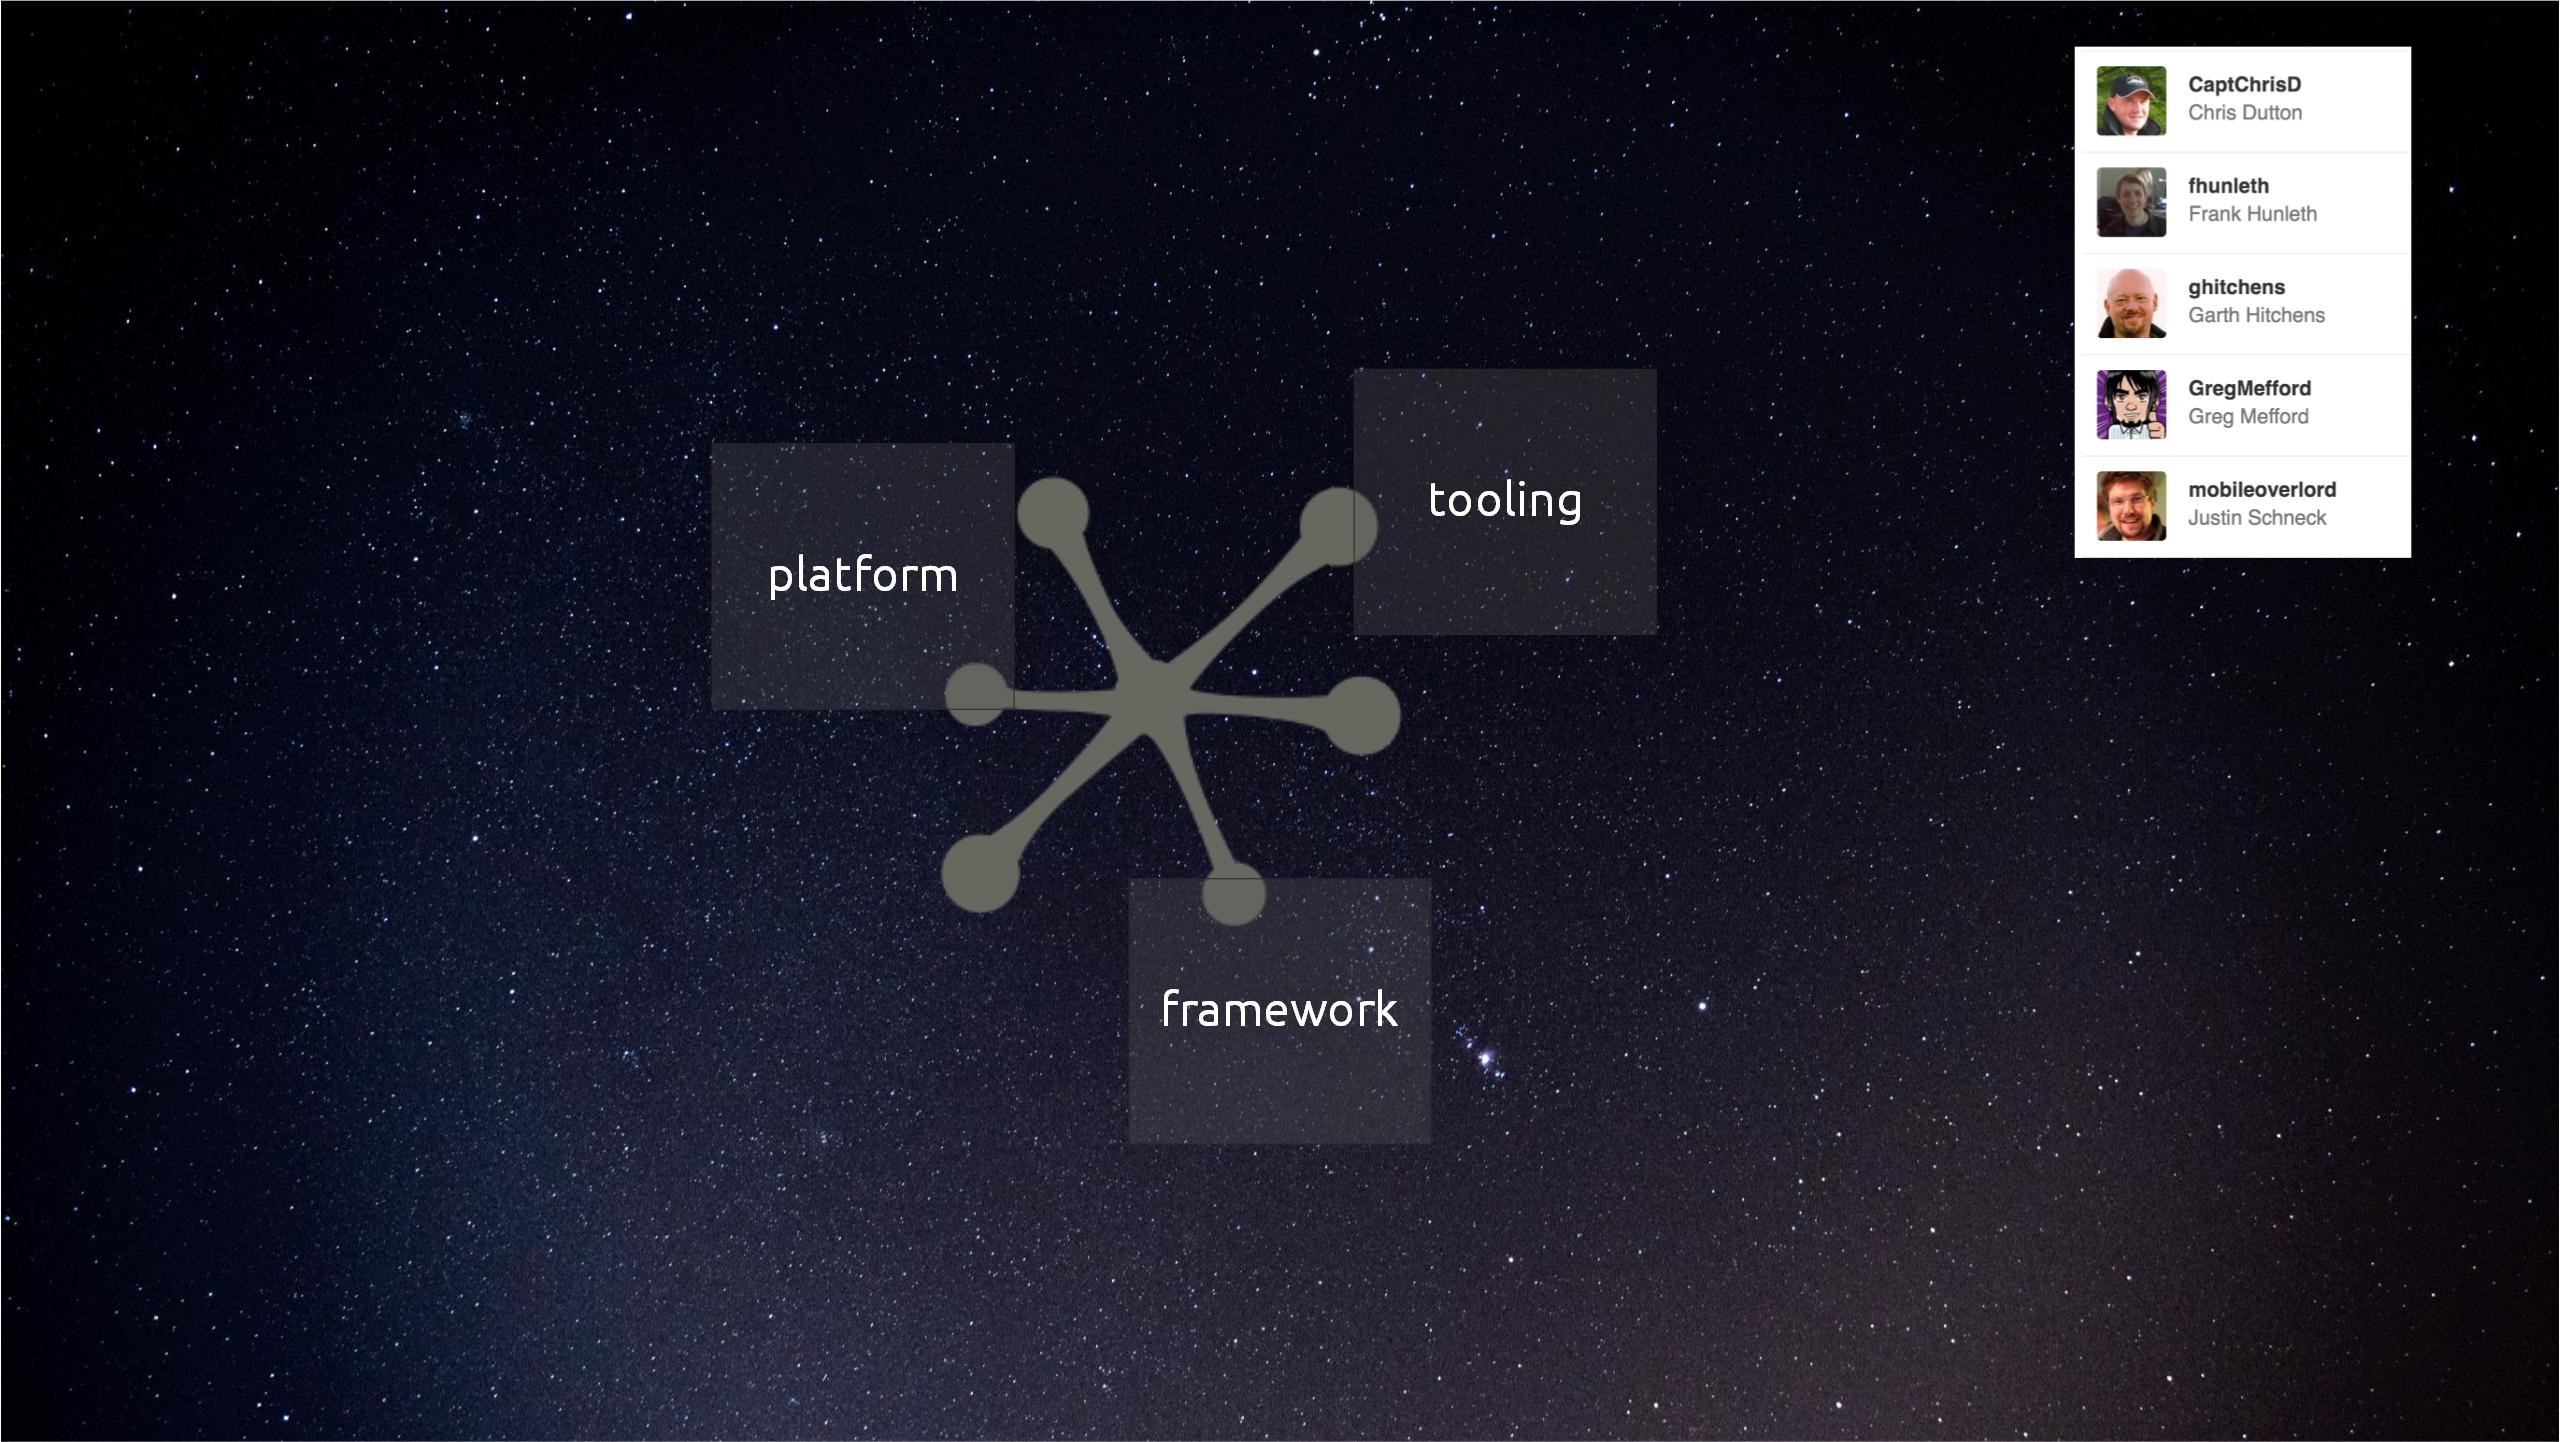 platform
tooling
framework
CaptChrisD
Chris Dutton
fhunleth
Frank Hunleth
ghitchens
Garth Hitchens
GregMefford
Greg Mefford
mobileoverlord
Justin Schneck